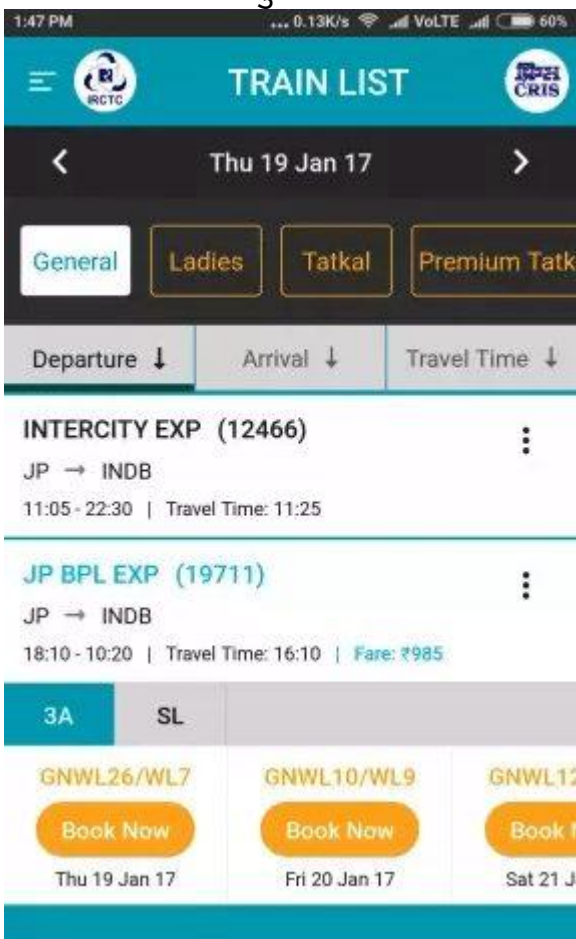 3
1:47 PM ... 0.13K/s VoLTE 60%
IRCTC TRAIN LIST CRIS
Thu 19 Jan 17
General Ladies Tatkal Premium Tatk
Departure ↓ Arrival ↓ Travel Time ↓
INTERCITY EXP (12466)
JP → INDB
11:05 - 22:30 | Travel Time: 11:25
JP BPL EXP (19711)
JP → INDB
18:10 - 10:20 | Travel Time: 16:10 | Fare: ₹985
3A SL
GNWL26/WL7 GNWL10/WL9 GNWL12
Book Now Book Now Book
Thu 19 Jan 17 Fri 20 Jan 17 Sat 21 J